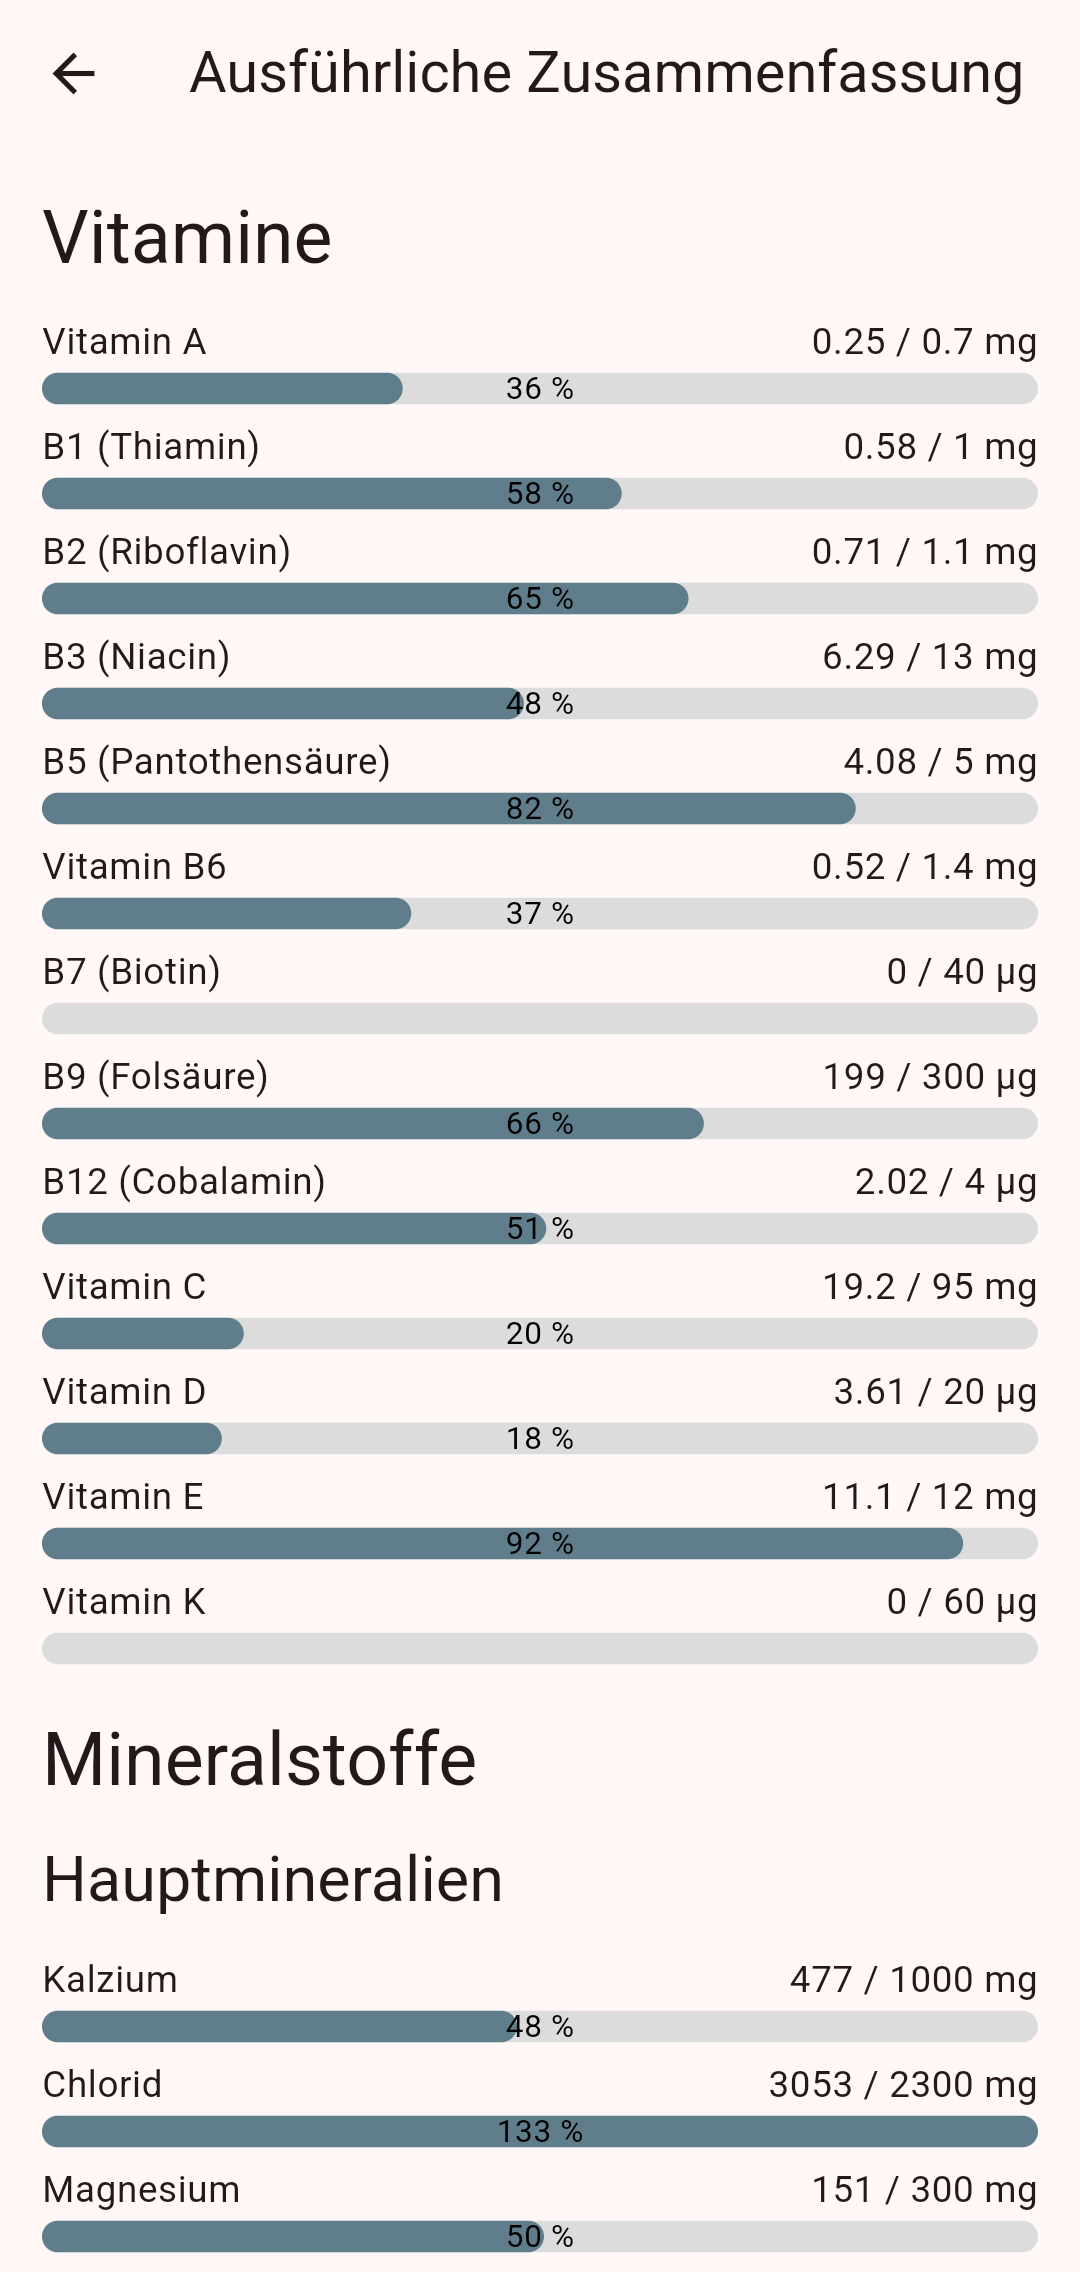 Ausführliche Zusammenfassung
Vitamine
Vitamin A 0.25 / 0.7 mg
36 %
B1 (Thiamin) 0.58 / 1 mg
58 %
B2 (Riboflavin) 0.71 / 1.1 mg
65 %
B3 (Niacin) 6.29 / 13 mg
48 %
B5 (Pantothensäure) 4.08 / 5 mg
82 %
Vitamin B6 0.52 / 1.4 mg
37 %
B7 (Biotin) 0 / 40 µg
B9 (Folsäure) 199 / 300 µg
66 %
B12 (Cobalamin) 2.02 / 4 µg
51 %
Vitamin C 19.2 / 95 mg
20 %
Vitamin D 3.61 / 20 µg
18 %
Vitamin E 11.1 / 12 mg
92 %
Vitamin K 0 / 60 µg
Mineralstoffe
Hauptmineralien
Kalzium 477 / 1000 mg
48 %
Chlorid 3053 / 2300 mg
133 %
Magnesium 151 / 300 mg
50 %